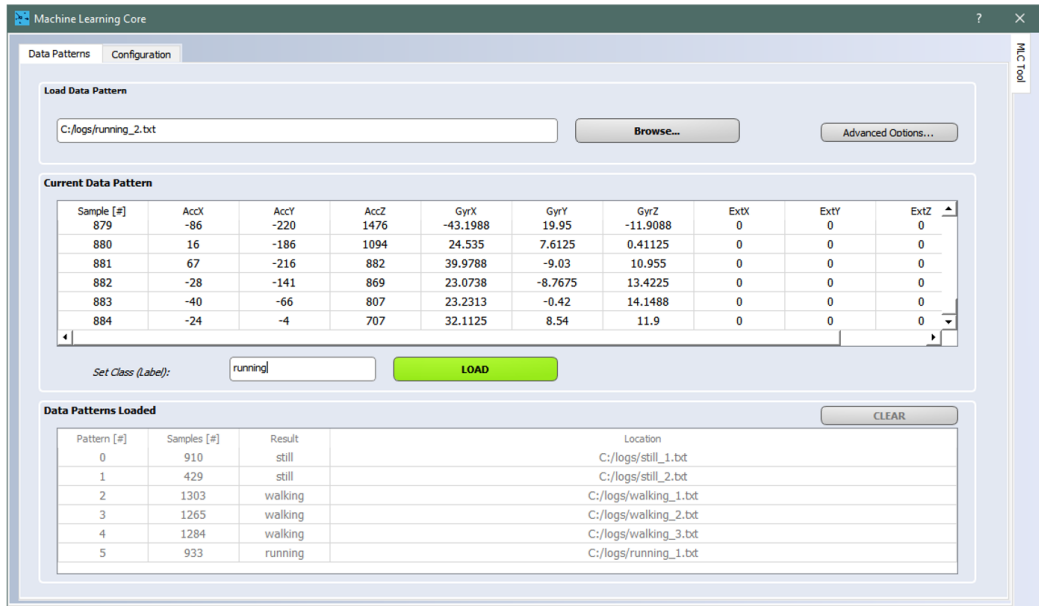 Machine Learning Core ? ×
Data Patterns Configuration
MLC Tool
Load Data Pattern
C:/logs/running_2.txt Browse... Advanced Options...
Current Data Pattern
Sample [#] AccX AccY AccZ GyrX GyrY GyrZ ExtX ExtY ExtZ
879 -86 -220 1476 -43.1988 19.95 -11.9088 0 0 0
880 16 -186 1094 24.535 7.6125 0.41125 0 0 0
881 67 -216 882 39.9788 -9.03 10.955 0 0 0
882 -28 -141 869 23.0738 -8.7675 13.4225 0 0 0
883 -40 -66 807 23.2313 -0.42 14.1488 0 0 0
884 -24 -4 707 32.1125 8.54 11.9 0 0 0
Set Class (Label): running LOAD
Data Patterns Loaded CLEAR
Pattern [#] Samples [#] Result Location
0 910 still C:/logs/still_1.txt
1 429 still C:/logs/still_2.txt
2 1303 walking C:/logs/walking_1.txt
3 1265 walking C:/logs/walking_2.txt
4 1284 walking C:/logs/walking_3.txt
5 933 running C:/logs/running_1.txt